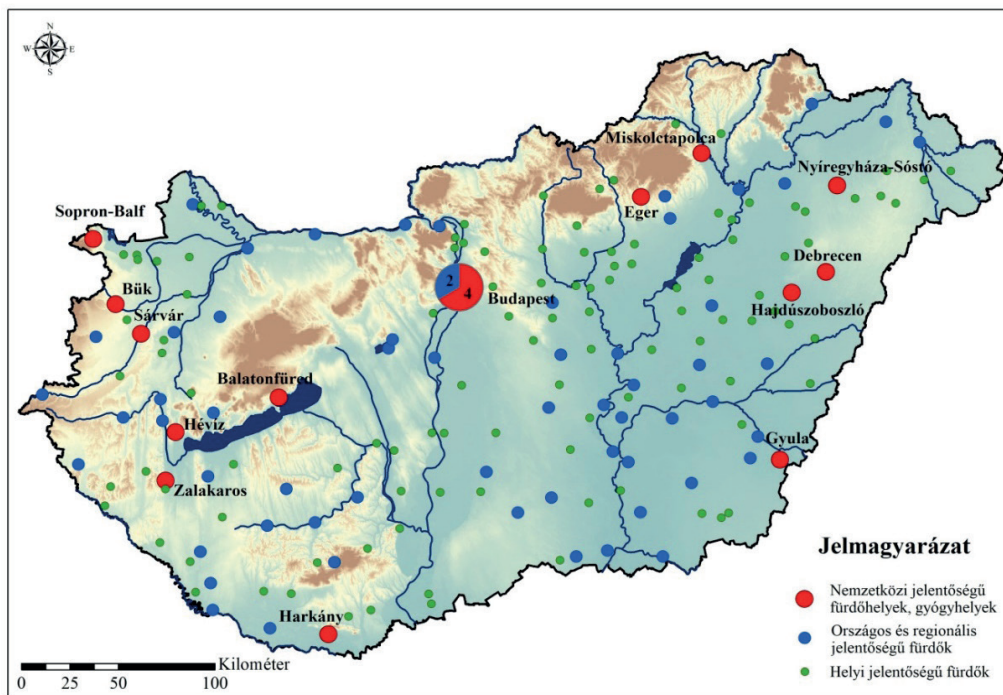 N
W E
S
Miskolctapolca
Nyíregyháza-Sóstó
Eger
Sopron-Balf
Debrecen
2
4
Budapest
Bük
Hajdúszoboszló
Sárvár
Balatonfüred
Hévíz
Gyula
Zalakaros
Harkány
Jelmagyarázat
Nemzetközi jelentőségű
fürdőhelyek, gyógyhelyek
Országos és regionális
jelentőségű fürdők
Helyi jelentőségű fürdők
Kilométer
0 25 50 100